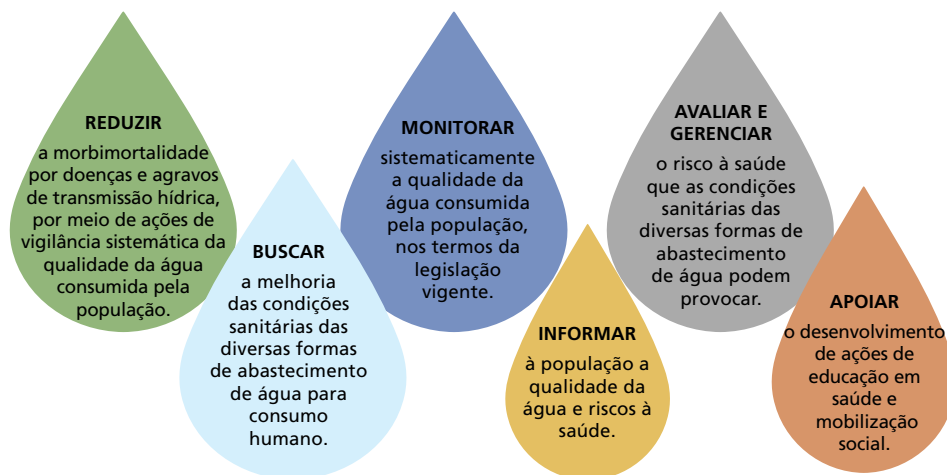 REDUZIR
a morbimortalidade
por doenças e agravos
de transmissão hídrica,
por meio de ações de
vigilância sistemática da
qualidade da água
consumida pela
população.
BUSCAR
a melhoria
das condições
sanitárias das
diversas formas
de abastecimento
de água para
consumo
humano.
MONITORAR
sistematicamente
a qualidade da
água consumida
pela população,
nos termos da
legislação
vigente.
INFORMAR
à população a
qualidade da
água e riscos à
saúde.
AVALIAR E
GERENCIAR
o risco à saúde
que as condições
sanitárias das
diversas formas de
abastecimento
de água podem
provocar.
APOIAR
o desenvolvimento
de ações de
educação em
saúde e
mobilização
social.